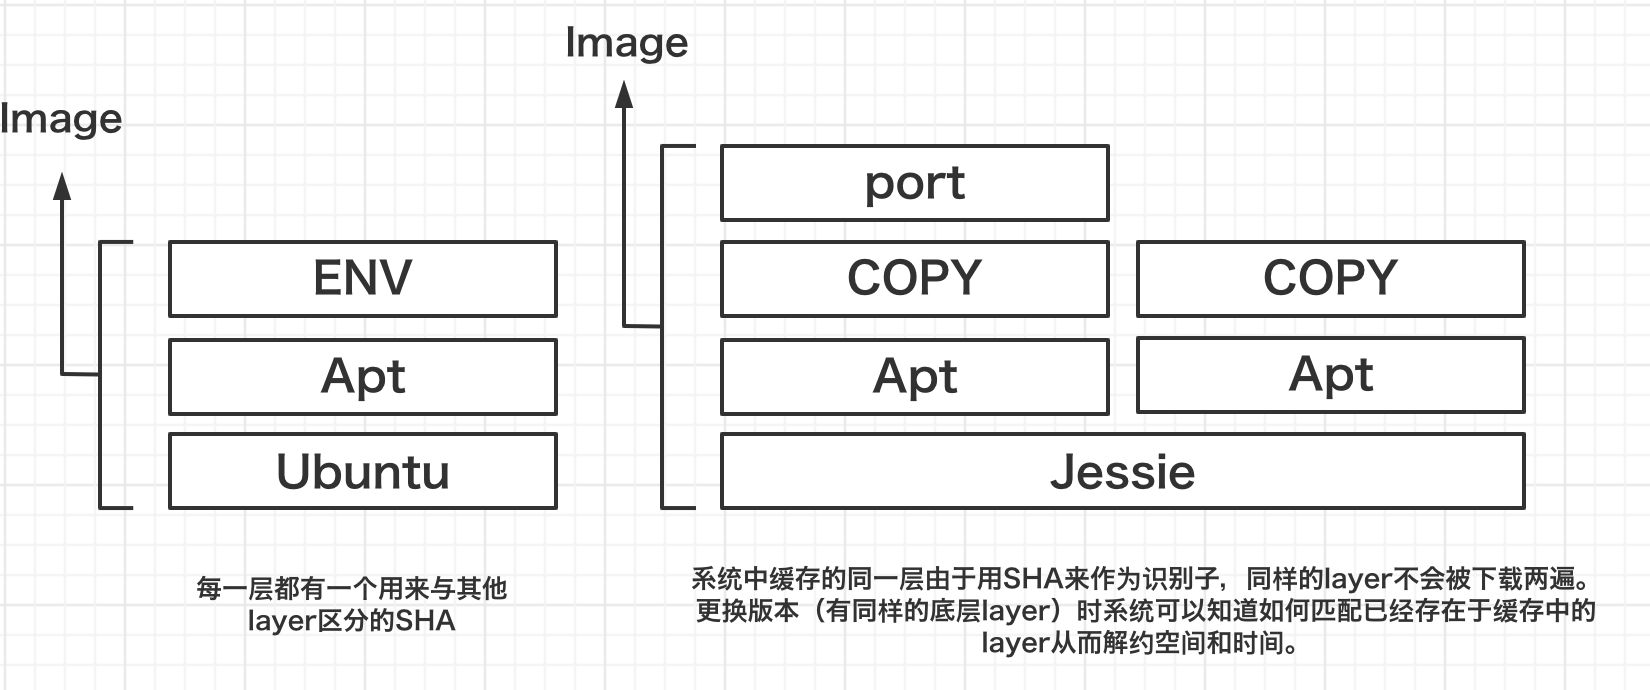 Image
ENV
Apt
Ubuntu
每一层都有一个用来与其他
layer区分的SHA
Image
port
COPY
COPY
Apt
Apt
Jessie
系统中缓存的同一层由于用SHA来作为识别子，同样的layer不会被下载两遍。
更换版本（有同样的底层layer）时系统可以知道如何匹配已经存在于缓存中的
layer从而解约空间和时间。